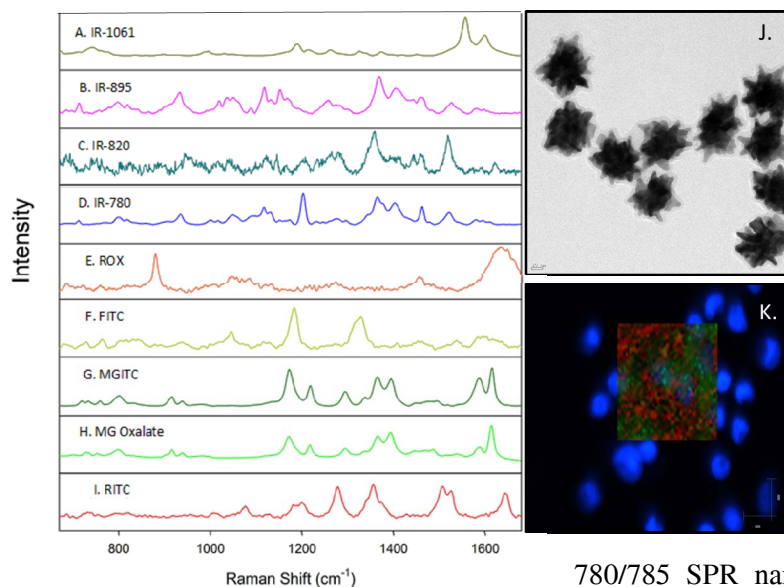 A. IR-1061
B. IR-895
C. IR-820
D. IR-780
E. ROX
F. FITC
G. MGITC
H. MG Oxalate
I. RITC
Intensity
800 1000 1200 1400 1600
Raman Shift (cm⁻¹)
J.
K.
780/785 SPR na